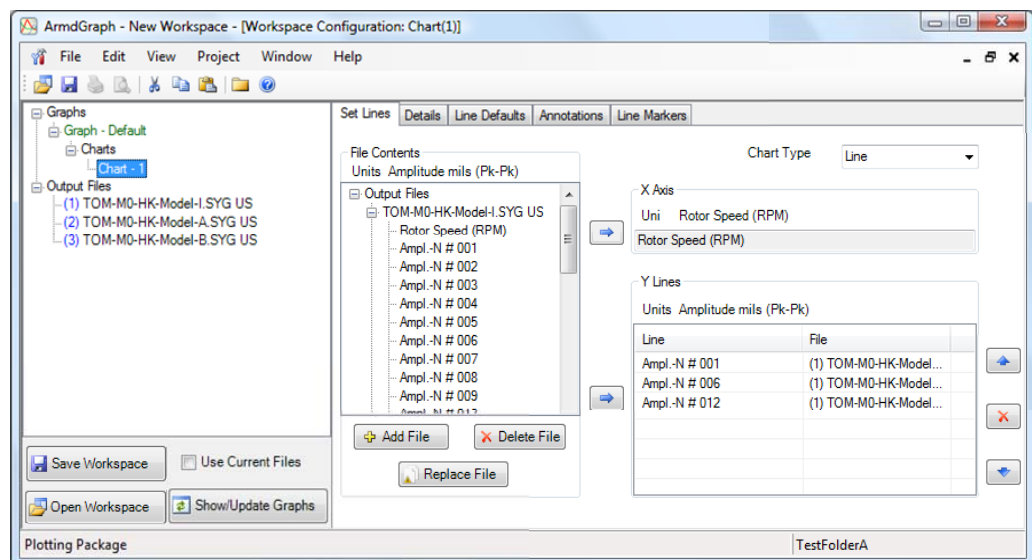 ArmdGraph - New Workspace - [Workspace Configuration: Chart(1)]
File Edit View Project Window Help
Graphs
Graph - Default
Charts
Chart - 1
Output Files
(1) TOM-M0-HK-Model-I.SYG US
(2) TOM-M0-HK-Model-A.SYG US
(3) TOM-M0-HK-Model-B.SYG US
Save Workspace
Use Current Files
Open Workspace
Show/Update Graphs
Set Lines Details Line Defaults Annotations Line Markers
File Contents
Units Amplitude mils (Pk-Pk)
Output Files
TOM-M0-HK-Model-I.SYG US
Rotor Speed (RPM)
Ampl.-N # 001
Ampl.-N # 002
Ampl.-N # 003
Ampl.-N # 004
Ampl.-N # 005
Ampl.-N # 006
Ampl.-N # 007
Ampl.-N # 008
Ampl.-N # 009
Ampl.-N # 012
Add File
Delete File
Replace File
Chart Type Line
X Axis
Uni Rotor Speed (RPM)
Rotor Speed (RPM)
Y Lines
Units Amplitude mils (Pk-Pk)
Line File
Ampl.-N # 001 (1) TOM-M0-HK-Model...
Ampl.-N # 006 (1) TOM-M0-HK-Model...
Ampl.-N # 012 (1) TOM-M0-HK-Model...
Plotting Package
TestFolderA